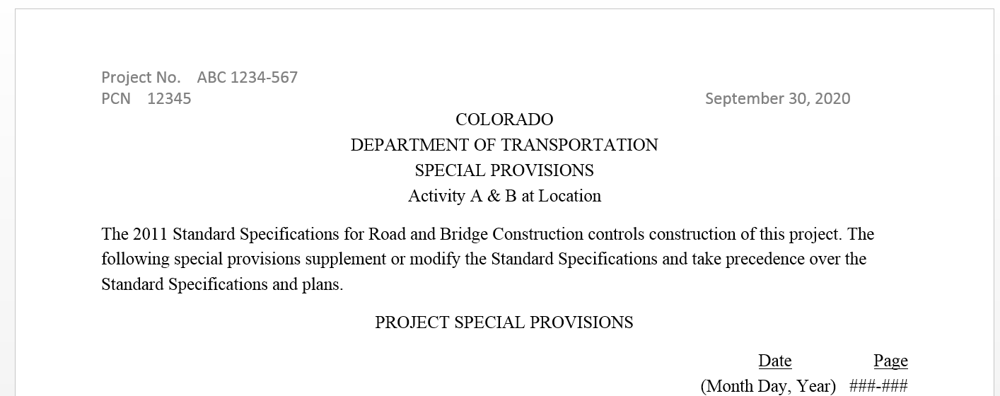 Project No.    ABC 1234-567
PCN    12345    September 30, 2020
COLORADO
DEPARTMENT OF TRANSPORTATION
SPECIAL PROVISIONS
Activity A & B at Location
The 2011 Standard Specifications for Road and Bridge Construction controls construction of this project. The
following special provisions supplement or modify the Standard Specifications and take precedence over the
Standard Specifications and plans.
PROJECT SPECIAL PROVISIONS
Date    Page
(Month Day, Year)    ###-###